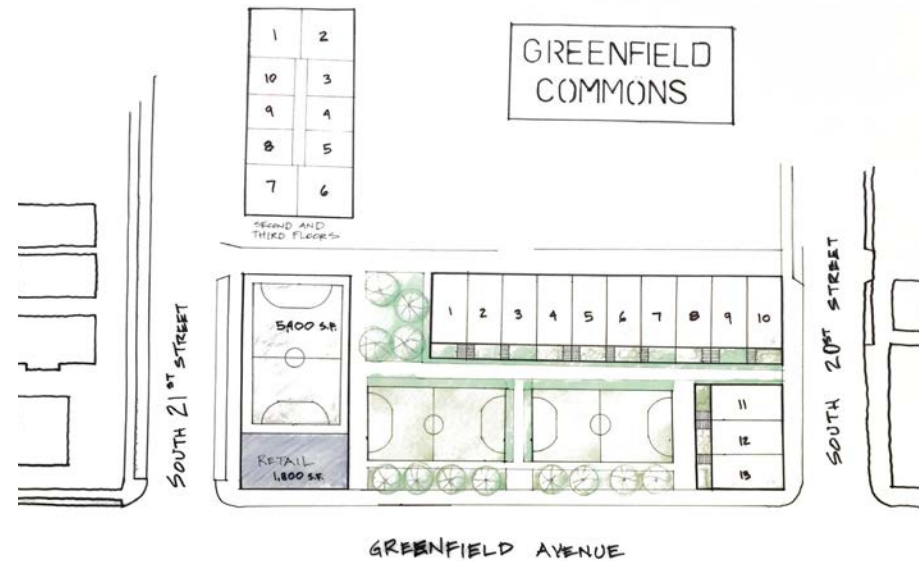 GREENFIELD
COMMONS
1 2
10 3
9 4
8 5
7 6
SECOND AND
THIRD FLOORS
SOUTH 21ST STREET
5,400 S.F.
RETAIL
1,800 S.F.
1 2 3 4 5 6 7 8 9 10
11
12
13
SOUTH 20ST STREET
GREENFIELD AVENUE